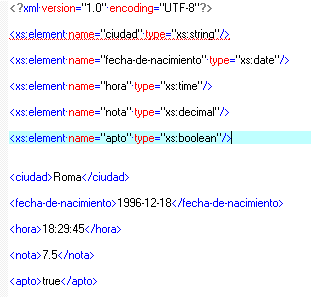 <?xml version="1.0" encoding="UTF-8"?>
<xs:element name="ciudad" type="xs:string"/>
<xs:element name="fecha-de-nacimiento" type="xs:date"/>
<xs:element name="hora" type="xs:time"/>
<xs:element name="nota" type="xs:decimal"/>
<xs:element name="apto" type="xs:boolean"/>
<ciudad>Roma</ciudad>
<fecha-de-nacimiento>1996-12-18</fecha-de-nacimiento>
<hora>18:29:45</hora>
<nota>7.5</nota>
<apto>true</apto>